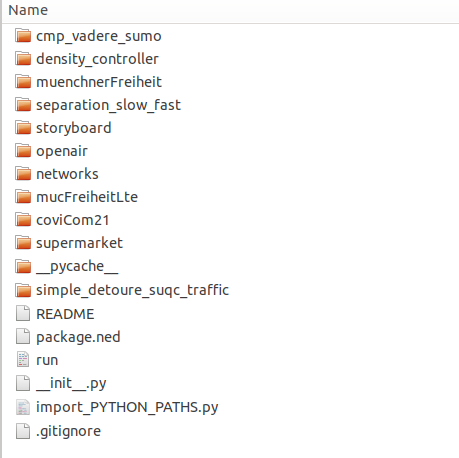 Name
cmp_vadere_sumo
density_controller
muenchnerFreiheit
separation_slow_fast
storyboard
openair
networks
mucFreiheitLte
coviCom21
supermarket
__pycache__
simple_detoure_suqc_traffic
README
package.ned
run
__init__.py
import_PYTHON_PATHS.py
.gitignore